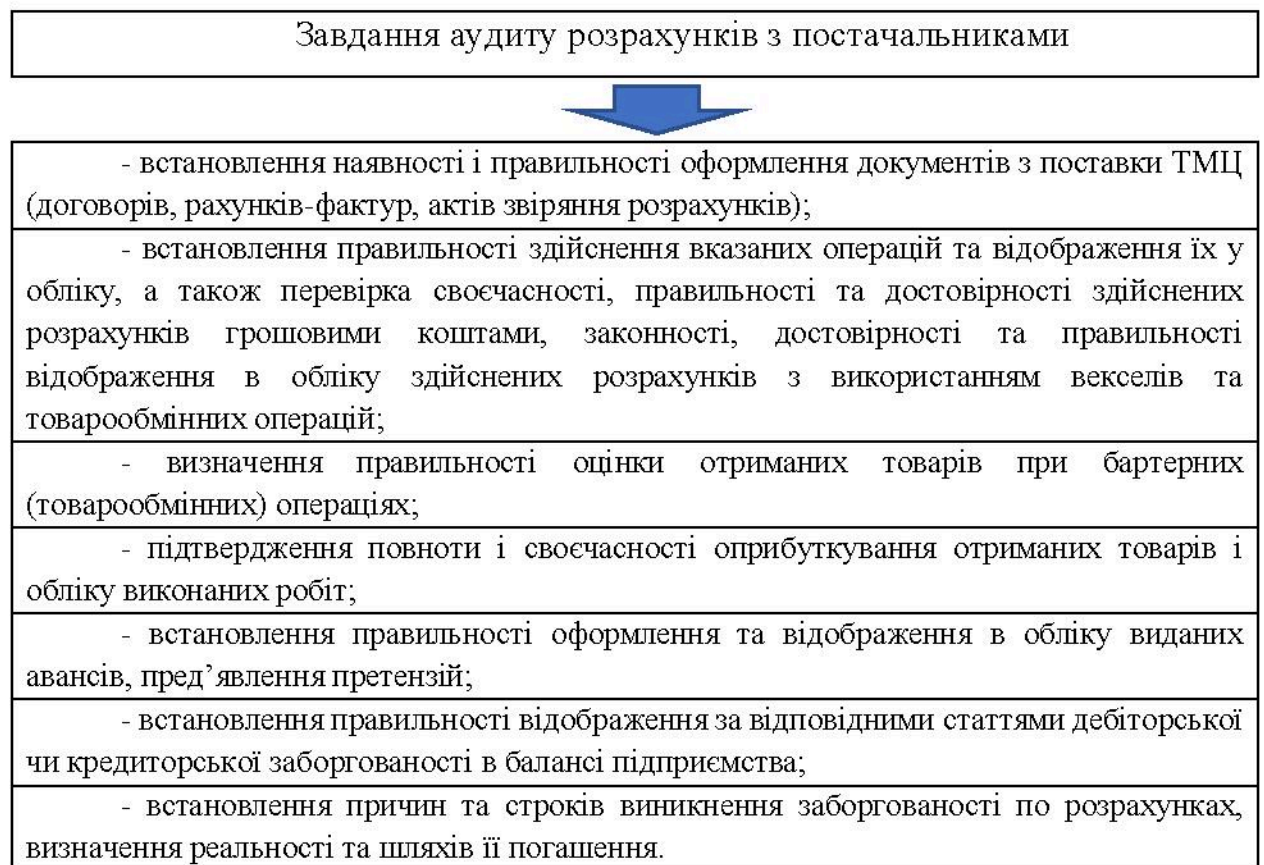 Завдання аудиту розрахунків з постачальниками
- встановлення наявності і правильності оформлення документів з поставки ТМЦ
(договорів, рахунків-фактур, актів звіряння розрахунків);
- встановлення правильності здійснення вказаних операцій та відображення їх у
обліку, а також перевірка своєчасності, правильності та достовірності здійснених
розрахунків грошовими коштами, законності, достовірності та правильності
відображення в обліку здійснених розрахунків з використанням векселів та
товарообмінних операцій;
- визначення правильності оцінки отриманих товарів при бартерних
(товарообмінних) операціях;
- підтвердження повноти і своєчасності оприбуткування отриманих товарів і
обліку виконаних робіт;
- встановлення правильності оформлення та відображення в обліку виданих
авансів, пред’явлення претензій;
- встановлення правильності відображення за відповідними статтями дебіторської
чи кредиторської заборгованості в балансі підприємства;
- встановлення причин та строків виникнення заборгованості по розрахунках,
визначення реальності та шляхів її погашення.